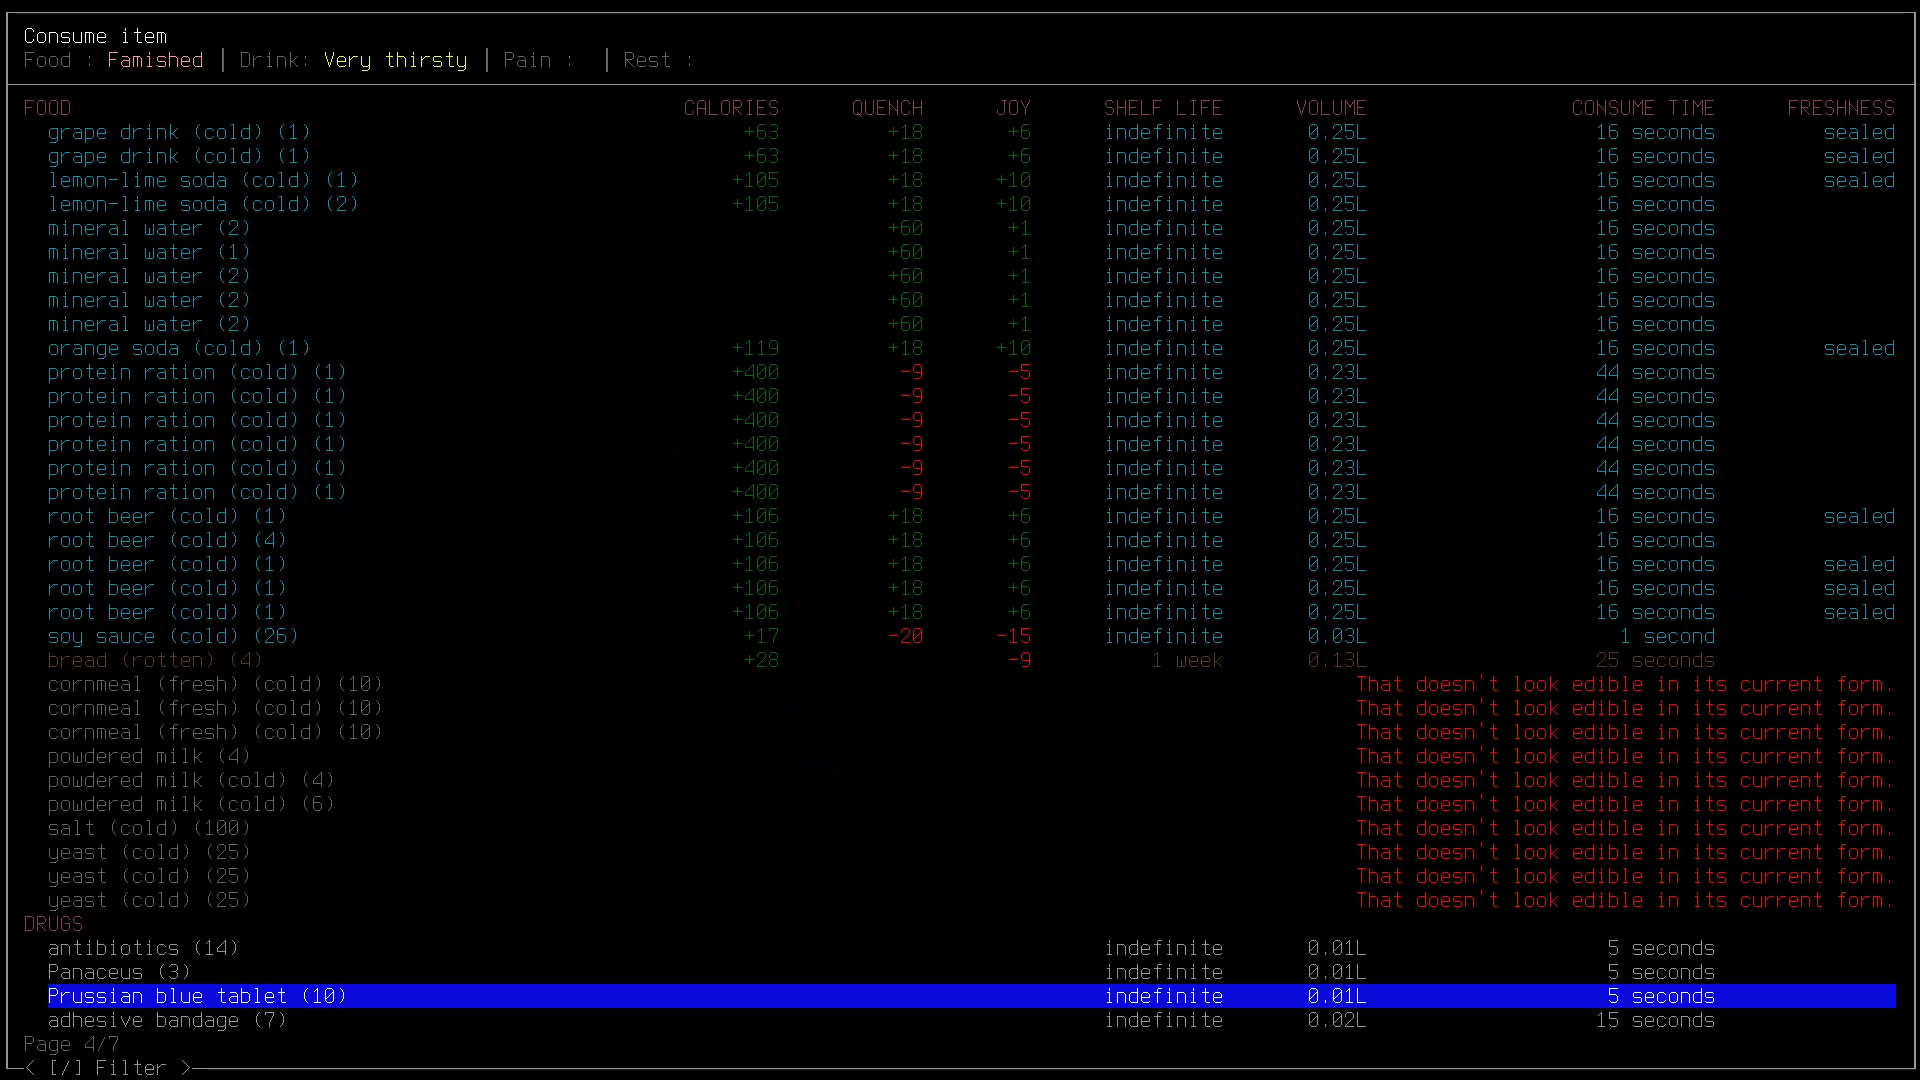 Consume item
Food : Famished │ Drink: Very thirsty │ Pain : │ Rest :
FOOD CALORIES QUENCH JOY SHELF LIFE VOLUME CONSUME TIME FRESHNESS
grape drink (cold) (1) +63 +18 +6 indefinite 0.25L 16 seconds sealed
grape drink (cold) (1) +63 +18 +6 indefinite 0.25L 16 seconds sealed
lemon-lime soda (cold) (1) +105 +18 +10 indefinite 0.25L 16 seconds sealed
lemon-lime soda (cold) (2) +105 +18 +10 indefinite 0.25L 16 seconds
mineral water (2) +60 +1 indefinite 0.25L 16 seconds
mineral water (1) +60 +1 indefinite 0.25L 16 seconds
mineral water (2) +60 +1 indefinite 0.25L 16 seconds
mineral water (2) +60 +1 indefinite 0.25L 16 seconds
mineral water (2) +60 +1 indefinite 0.25L 16 seconds
orange soda (cold) (1) +119 +18 +10 indefinite 0.25L 16 seconds sealed
protein ration (cold) (1) +400 -9 -5 indefinite 0.23L 44 seconds
protein ration (cold) (1) +400 -9 -5 indefinite 0.23L 44 seconds
protein ration (cold) (1) +400 -9 -5 indefinite 0.23L 44 seconds
protein ration (cold) (1) +400 -9 -5 indefinite 0.23L 44 seconds
protein ration (cold) (1) +400 -9 -5 indefinite 0.23L 44 seconds
protein ration (cold) (1) +400 -9 -5 indefinite 0.23L 44 seconds
root beer (cold) (1) +106 +18 +6 indefinite 0.25L 16 seconds sealed
root beer (cold) (4) +106 +18 +6 indefinite 0.25L 16 seconds
root beer (cold) (1) +106 +18 +6 indefinite 0.25L 16 seconds sealed
root beer (cold) (1) +106 +18 +6 indefinite 0.25L 16 seconds sealed
root beer (cold) (1) +106 +18 +6 indefinite 0.25L 16 seconds sealed
soy sauce (cold) (26) +17 -20 -15 indefinite 0.03L 1 second
bread (rotten) (4) +28 -9 1 week 0.13L 25 seconds
cornmeal (fresh) (cold) (10) That doesn't look edible in its current form.
cornmeal (fresh) (cold) (10) That doesn't look edible in its current form.
cornmeal (fresh) (cold) (10) That doesn't look edible in its current form.
powdered milk (4) That doesn't look edible in its current form.
powdered milk (cold) (4) That doesn't look edible in its current form.
powdered milk (cold) (6) That doesn't look edible in its current form.
salt (cold) (100) That doesn't look edible in its current form.
yeast (cold) (25) That doesn't look edible in its current form.
yeast (cold) (25) That doesn't look edible in its current form.
yeast (cold) (25) That doesn't look edible in its current form.
DRUGS
antibiotics (14) indefinite 0.01L 5 seconds
Panaceus (3) indefinite 0.01L 5 seconds
Prussian blue tablet (10) indefinite 0.01L 5 seconds
adhesive bandage (7) indefinite 0.02L 15 seconds
Page 4/7
< [/] Filter >